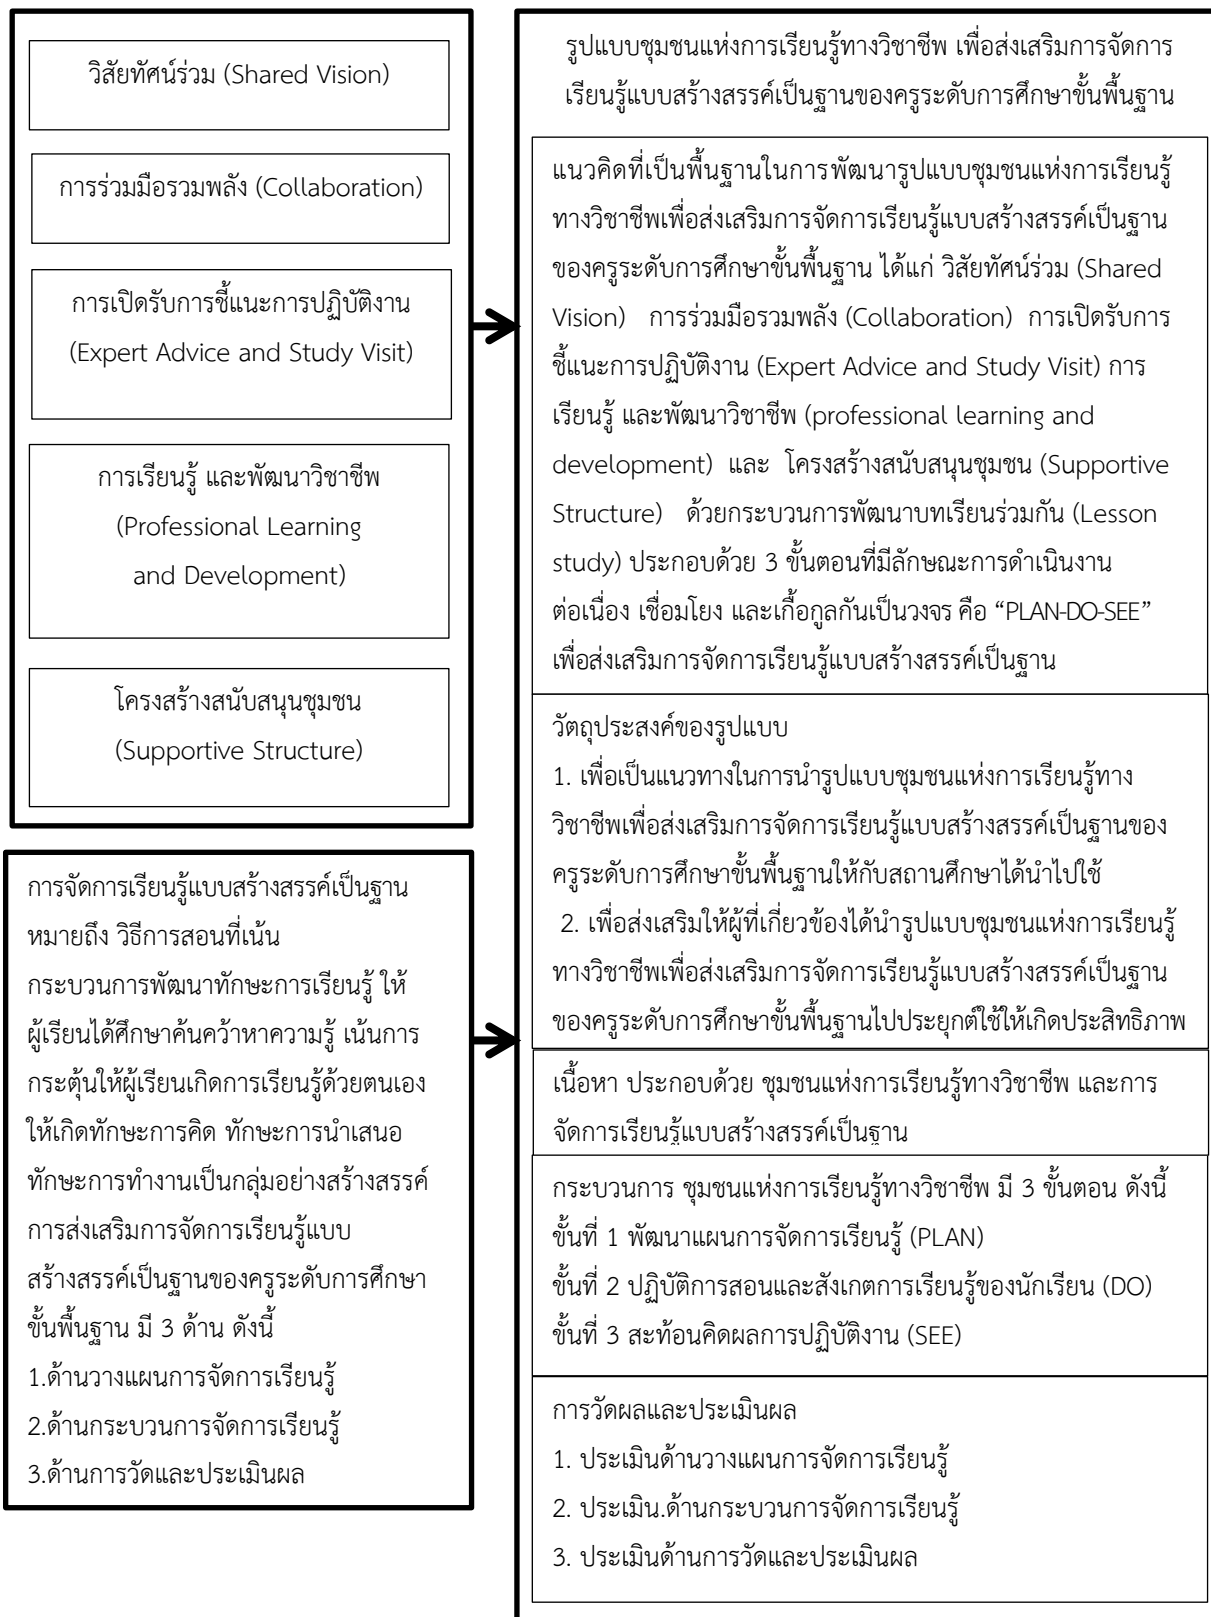 วิสัยทัศน์ร่วม (Shared Vision)
การร่วมมือรวมพลัง (Collaboration)
การเปิดรับการชี้แนะการปฏิบัติงาน
(Expert Advice and Study Visit)
การเรียนรู้ และพัฒนาวิชาชีพ
(Professional Learning
and Development)
โครงสร้างสนับสนุนชุมชน
(Supportive Structure)
การจัดการเรียนรู้แบบสร้างสรรค์เป็นฐาน
หมายถึง วิธีการสอนที่เน้น
กระบวนการพัฒนาทักษะการเรียนรู้ ให้
ผู้เรียนได้ศึกษาค้นคว้าหาความรู้ เน้นการ
กระตุ้นให้ผู้เรียนเกิดการเรียนรู้ด้วยตนเอง
ให้เกิดทักษะการคิด ทักษะการนำเสนอ
ทักษะการทำงานเป็นกลุ่มอย่างสร้างสรรค์
การส่งเสริมการจัดการเรียนรู้แบบ
สร้างสรรค์เป็นฐานของครูระดับการศึกษา
ขั้นพื้นฐาน มี 3 ด้าน ดังนี้
1.ด้านวางแผนการจัดการเรียนรู้
2.ด้านกระบวนการจัดการเรียนรู้
3.ด้านการวัดและประเมินผล
รูปแบบชุมชนแห่งการเรียนรู้ทางวิชาชีพ เพื่อส่งเสริมการจัดการ
เรียนรู้แบบสร้างสรรค์เป็นฐานของครูระดับการศึกษาขั้นพื้นฐาน
แนวคิดที่เป็นพื้นฐานในการพัฒนารูปแบบชุมชนแห่งการเรียนรู้
ทางวิชาชีพเพื่อส่งเสริมการจัดการเรียนรู้แบบสร้างสรรค์เป็นฐาน
ของครูระดับการศึกษาขั้นพื้นฐาน ได้แก่ วิสัยทัศน์ร่วม (Shared
Vision) การร่วมมือรวมพลัง (Collaboration) การเปิดรับการ
ชี้แนะการปฏิบัติงาน (Expert Advice and Study Visit) การ
เรียนรู้ และพัฒนาวิชาชีพ (professional learning and
development) และ โครงสร้างสนับสนุนชุมชน (Supportive
Structure) ด้วยกระบวนการพัฒนาบทเรียนร่วมกัน (Lesson
study) ประกอบด้วย 3 ขั้นตอนที่มีลักษณะการดำเนินงาน
ต่อเนื่อง เชื่อมโยง และเกื้อกูลกันเป็นวงจร คือ “PLAN-DO-SEE”
เพื่อส่งเสริมการจัดการเรียนรู้แบบสร้างสรรค์เป็นฐาน
วัตถุประสงค์ของรูปแบบ
1. เพื่อเป็นแนวทางในการนำรูปแบบชุมชนแห่งการเรียนรู้ทาง
วิชาชีพเพื่อส่งเสริมการจัดการเรียนรู้แบบสร้างสรรค์เป็นฐานของ
ครูระดับการศึกษาขั้นพื้นฐานให้กับสถานศึกษาได้นำไปใช้
2. เพื่อส่งเสริมให้ผู้ที่เกี่ยวข้องได้นำรูปแบบชุมชนแห่งการเรียนรู้
ทางวิชาชีพเพื่อส่งเสริมการจัดการเรียนรู้แบบสร้างสรรค์เป็นฐาน
ของครูระดับการศึกษาขั้นพื้นฐานไปประยุกต์ใช้ให้เกิดประสิทธิภาพ
เนื้อหา ประกอบด้วย ชุมชนแห่งการเรียนรู้ทางวิชาชีพ และการ
จัดการเรียนรู้แบบสร้างสรรค์เป็นฐาน
กระบวนการ ชุมชนแห่งการเรียนรู้ทางวิชาชีพ มี 3 ขั้นตอน ดังนี้
ขั้นที่ 1 พัฒนาแผนการจัดการเรียนรู้ (PLAN)
ขั้นที่ 2 ปฏิบัติการสอนและสังเกตการเรียนรู้ของนักเรียน (DO)
ขั้นที่ 3 สะท้อนคิดผลการปฏิบัติงาน (SEE)
การวัดผลและประเมินผล
1. ประเมินด้านวางแผนการจัดการเรียนรู้
2. ประเมิน.ด้านกระบวนการจัดการเรียนรู้
3. ประเมินด้านการวัดและประเมินผล